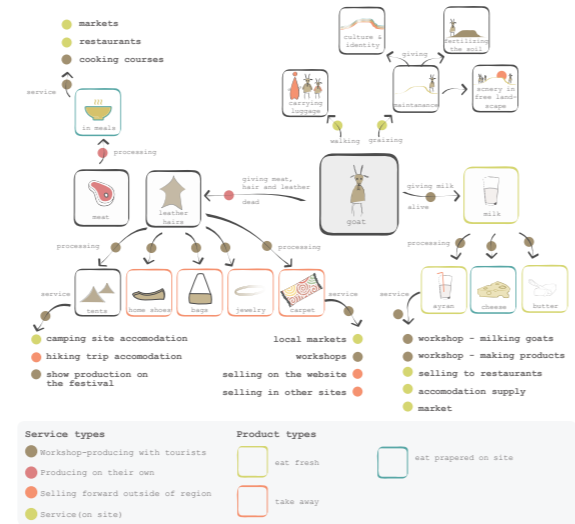 markets
restaurants
cooking courses
service
in meals
processing
meat
leather
hairs
culture &
identity
giving
fertilizing
the soil
carrying
luggage
maintanance
scnery in
free land-
scape
walking
graizing
giving meat,
hair and leather
dead
goat
giving milk
alive
milk
processing
processing
processing
service
tents
home shoes
bags
jewelry
carpet
service
service
ayran
cheese
butter
camping site accomodation
hiking trip accomodation
show production on
the festival
local markets
workshops
selling on the website
selling in other sites
workshop - milking goats
workshop - making products
selling to restaurants
accomodation supply
market
Service types
Workshop-producing with tourists
Producing on their own
Selling forward outside of region
Service(on site)
Product types
eat fresh
take away
eat prapered on site